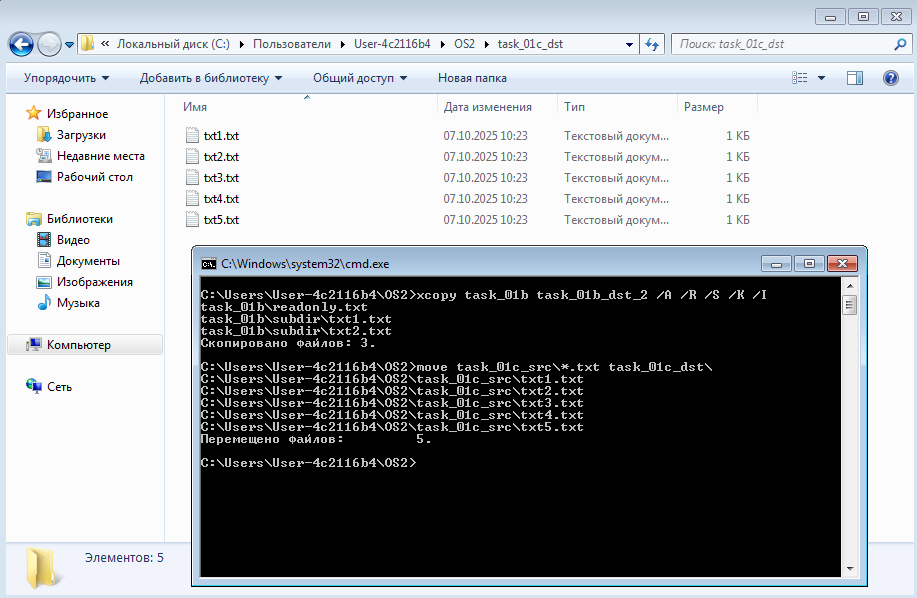 « Локальный диск (C:) Пользователи User-4c2116b4 OS2 task_01c_dst
Поиск: task_01c_dst
Упорядочить Добавить в библиотеку Общий доступ Новая папка
Избранное
Загрузки
Недавние места
Рабочий стол
Библиотеки
Видео
Документы
Изображения
Музыка
Компьютер
Сеть
Имя Дата изменения Тип Размер
txt1.txt 07.10.2025 10:23 Текстовый докум... 1 КБ
txt2.txt 07.10.2025 10:23 Текстовый докум... 1 КБ
txt3.txt 07.10.2025 10:23 Текстовый докум... 1 КБ
txt4.txt 07.10.2025 10:23 Текстовый докум... 1 КБ
txt5.txt 07.10.2025 10:23 Текстовый докум... 1 КБ
C:\Windows\system32\cmd.exe
C:\Users\User-4c2116b4\OS2>xcopy task_01b task_01b_dst_2 /A /R /S /K /I
task_01b\readonly.txt
task_01b\subdir\txt1.txt
task_01b\subdir\txt2.txt
Скопировано файлов: 3.
C:\Users\User-4c2116b4\OS2>move task_01c_src\*.txt task_01c_dst\
C:\Users\User-4c2116b4\OS2\task_01c_src\txt1.txt
C:\Users\User-4c2116b4\OS2\task_01c_src\txt2.txt
C:\Users\User-4c2116b4\OS2\task_01c_src\txt3.txt
C:\Users\User-4c2116b4\OS2\task_01c_src\txt4.txt
C:\Users\User-4c2116b4\OS2\task_01c_src\txt5.txt
Перемещено файлов: 5.
C:\Users\User-4c2116b4\OS2>
Элементов: 5